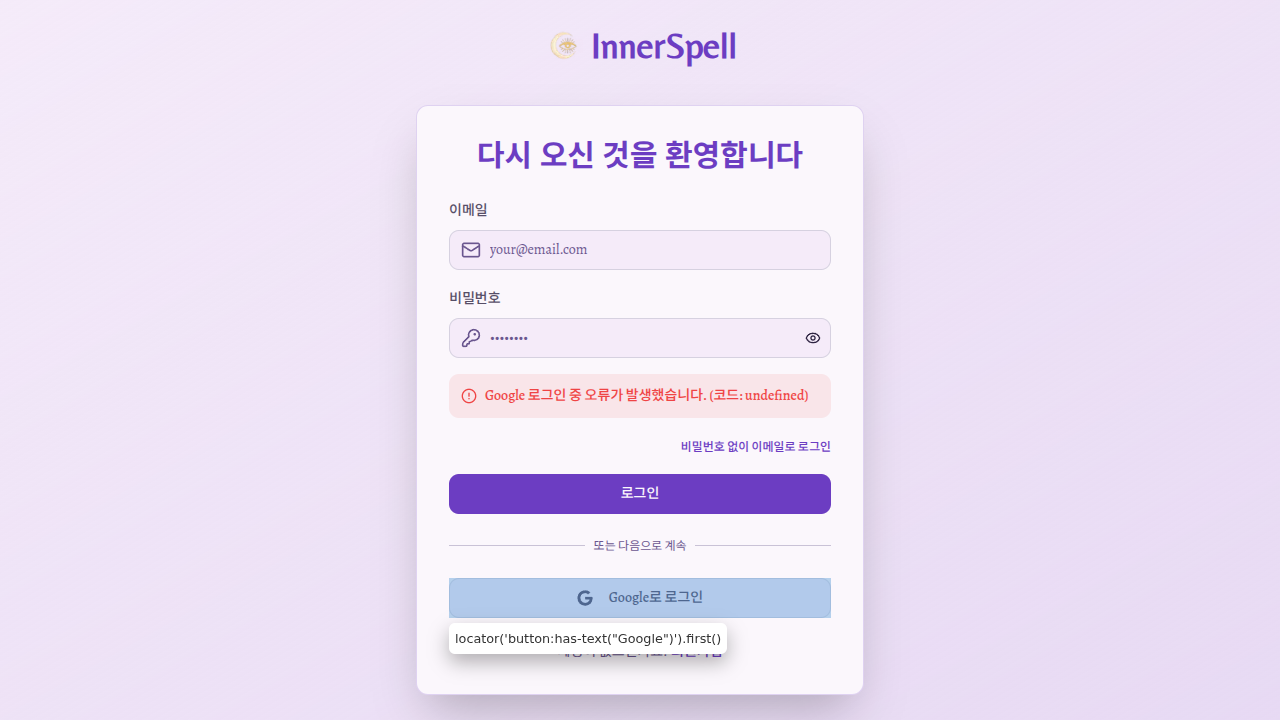 InnerSpell
다시 오신 것을 환영합니다
이메일
your@email.com
비밀번호
••••••••
Google 로그인 중 오류가 발생했습니다. (코드: undefined)
비밀번호 없이 이메일로 로그인
로그인
또는 다음으로 계속
Google로 로그인
locator('button:has-text("Google")').first()